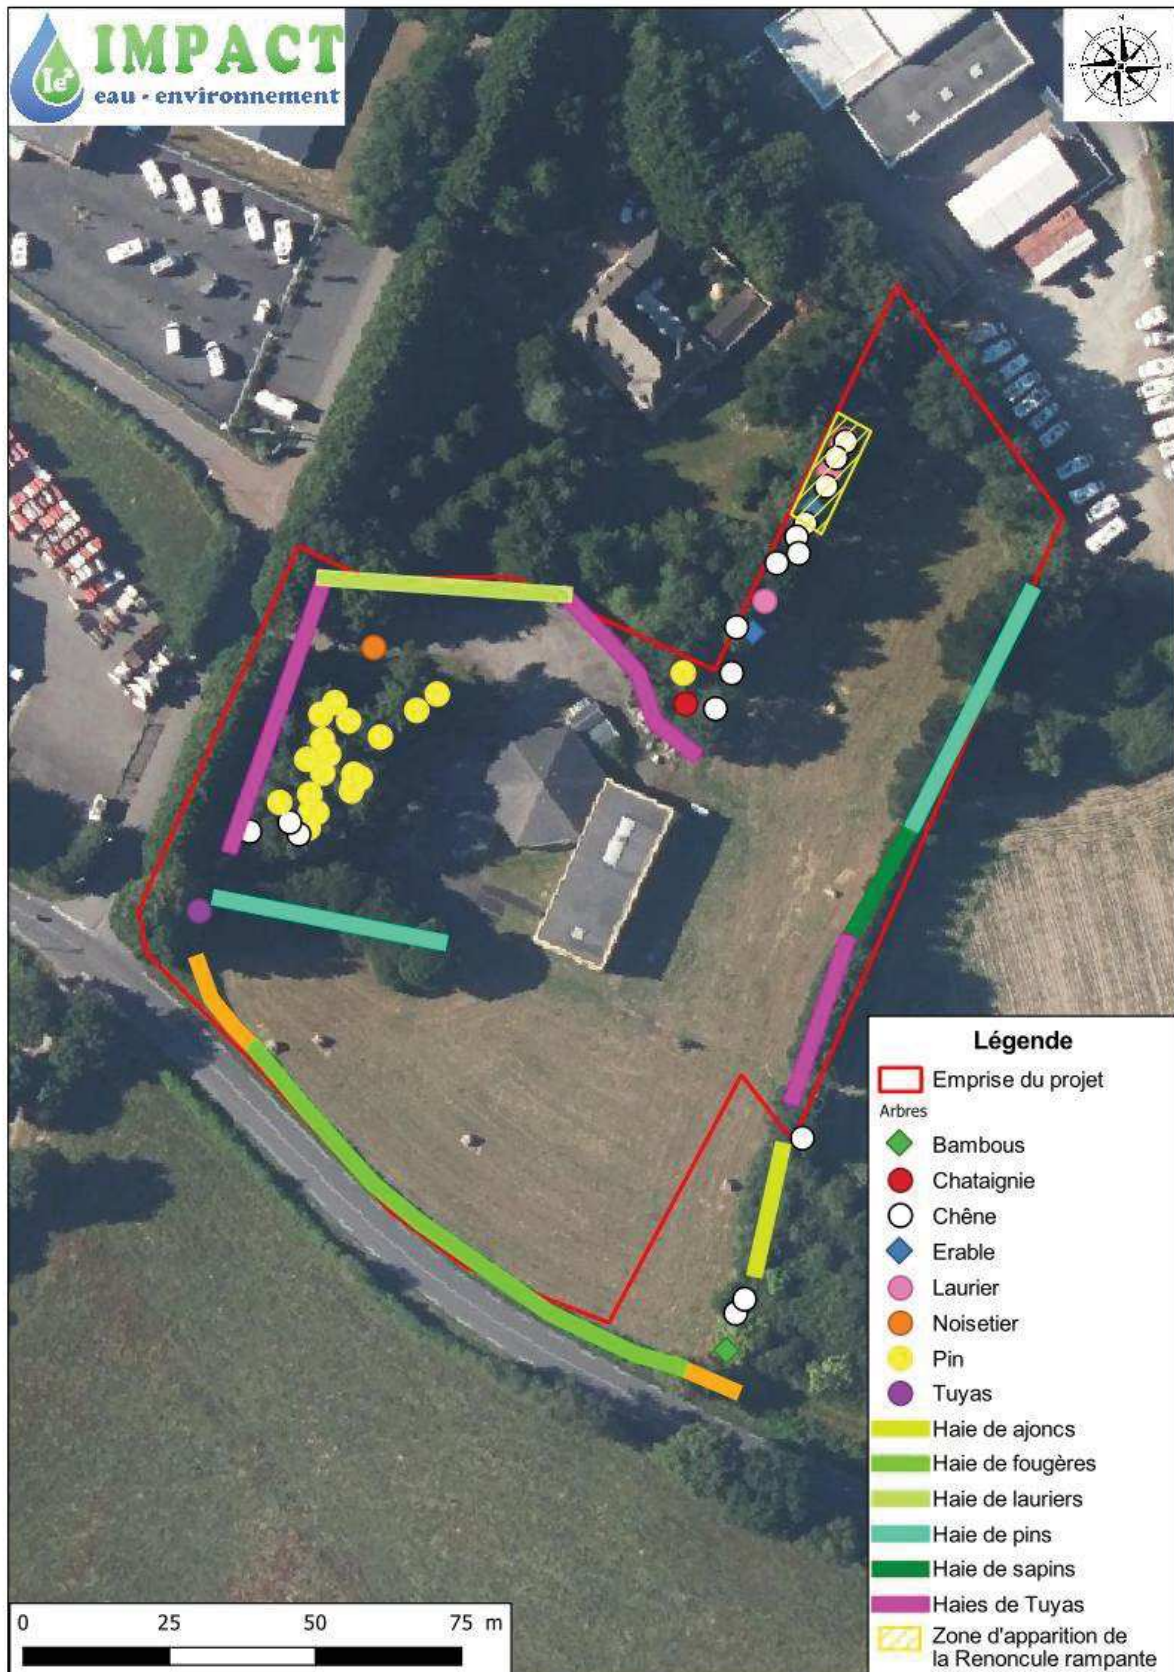 IMPACT
Ie²
eau - environnement
N
W
E
S
Légende
Emprise du projet
Arbres
Bambous
Chataignie
Chêne
Erable
Laurier
Noisetier
Pin
Tuyas
Haie de ajoncs
Haie de fougères
Haie de lauriers
Haie de pins
Haie de sapins
Haies de Tuyas
Zone d'apparition de
la Renoncule rampante
0 25 50 75 m